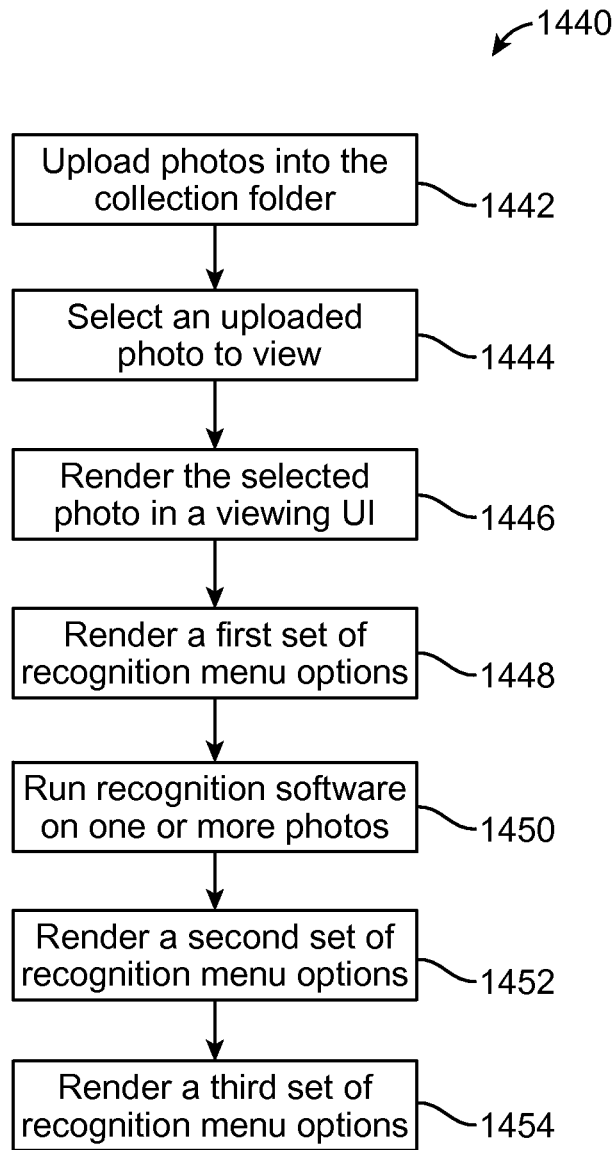 1440
Upload photos into the
collection folder
1442
Select an uploaded
photo to view
1444
Render the selected
photo in a viewing UI
1446
Render a first set of
recognition menu options
1448
Run recognition software
on one or more photos
1450
Render a second set of
recognition menu options
1452
Render a third set of
recognition menu options
1454